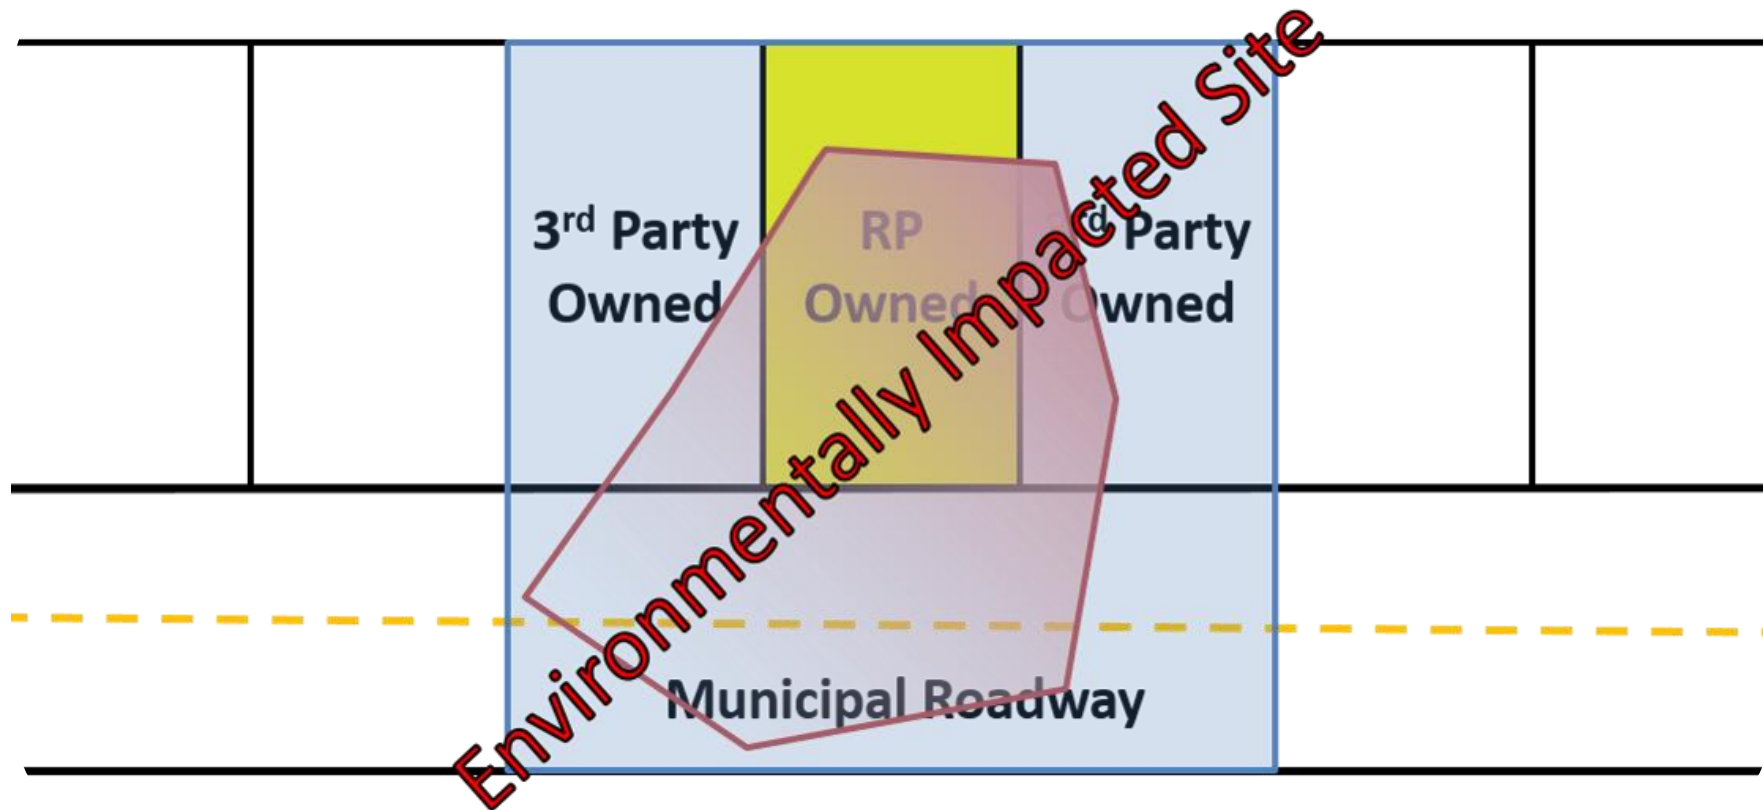 3rd Party
Owned
RP
Owned
3rd Party
Owned
Environmentally Impacted Site
Municipal Roadway